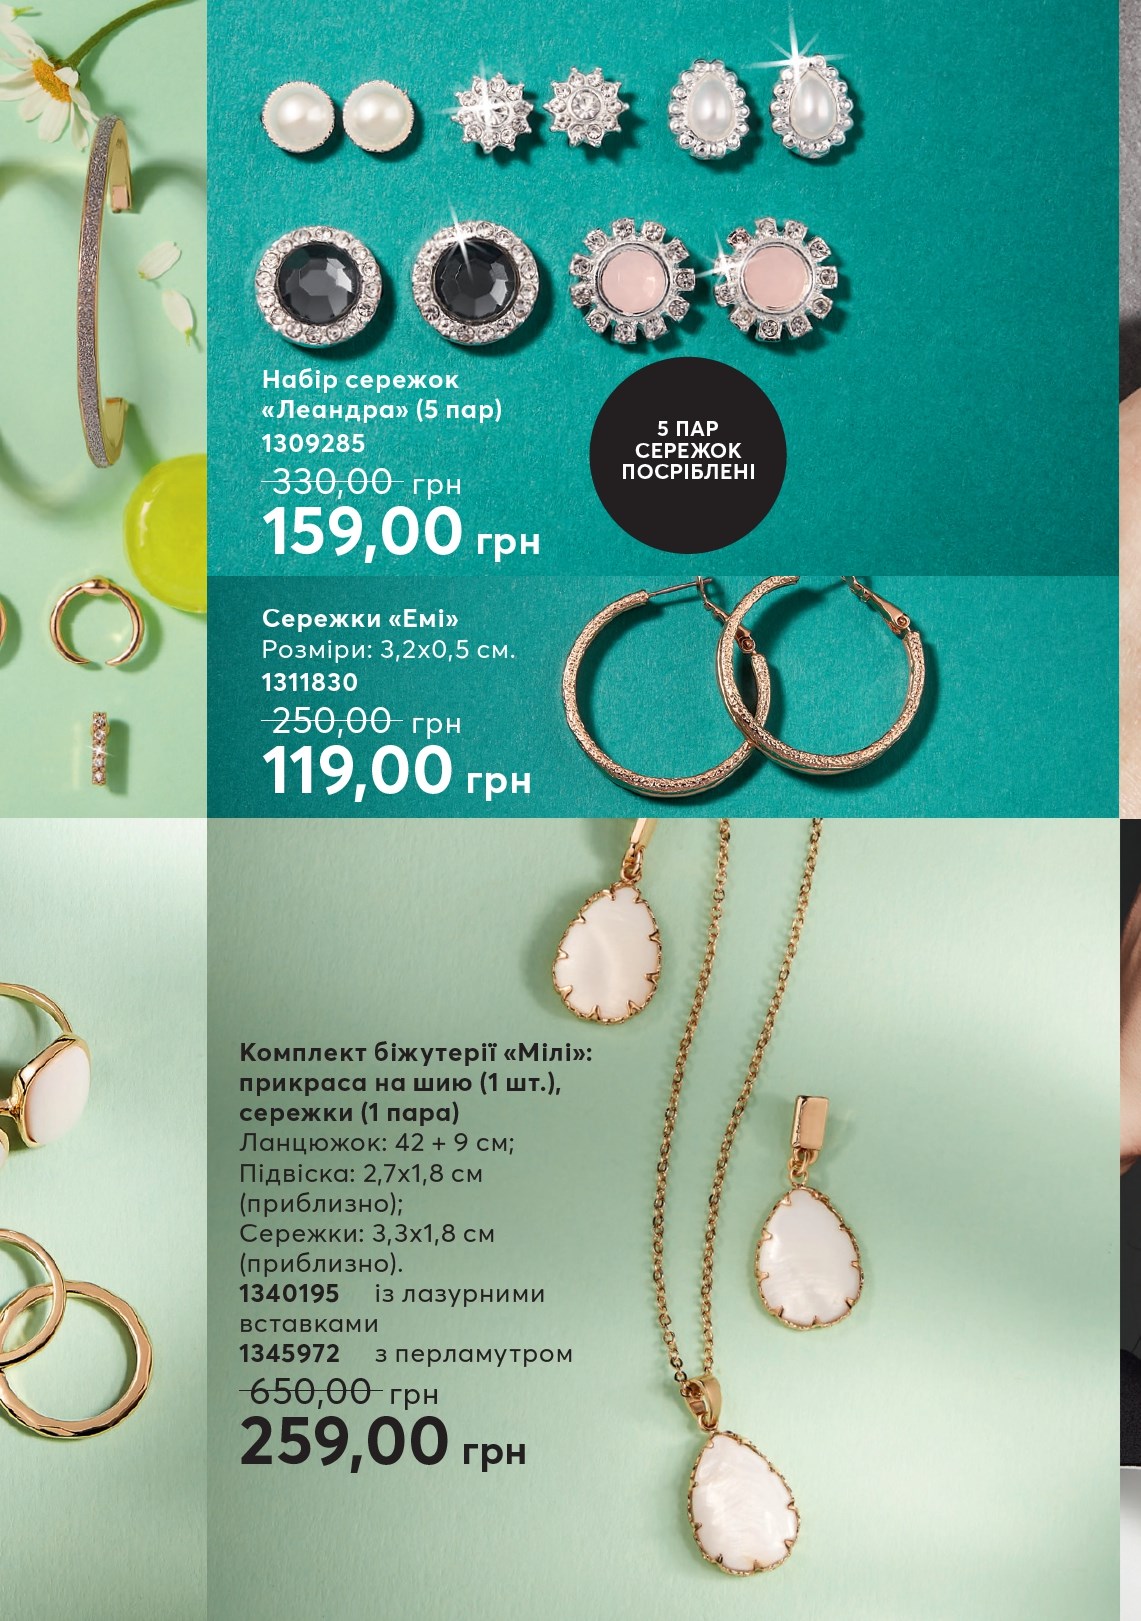 Набір сережок
«Леандра» (5 пар)
1309285
330,00 грн
159,00 грн
5 ПАР
СЕРЕЖОК
ПОСРІБЛЕНІ
Сережки «Емі»
Розміри: 3,2х0,5 см.
1311830
250,00 грн
119,00 грн
Комплект біжутерії «Мілі»:
прикраса на шию (1 шт.),
сережки (1 пара)
Ланцюжок: 42 + 9 см;
Підвіска: 2,7х1,8 см
(приблизно);
Сережки: 3,3х1,8 см
(приблизно).
1340195 із лазурними
вставками
1345972 з перламутром
650,00 грн
259,00 грн